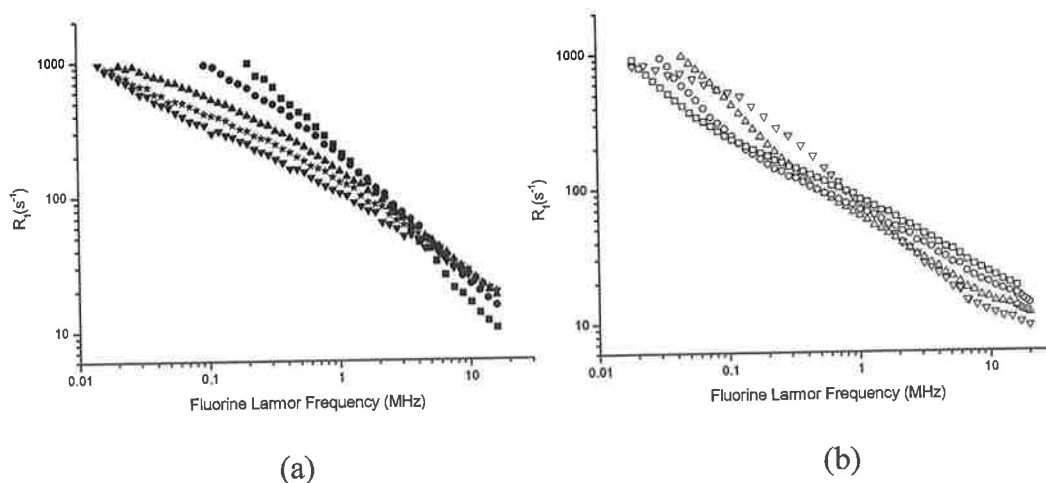 1000
100
10
R₁(s⁻¹)
0.01 0.1 1 10
Fluorine Larmor Frequency (MHz)
(a)
1000
100
10
R₁(s⁻¹)
0.01 0.1 1 10
Fluorine Larmor Frequency (MHz)
(b)